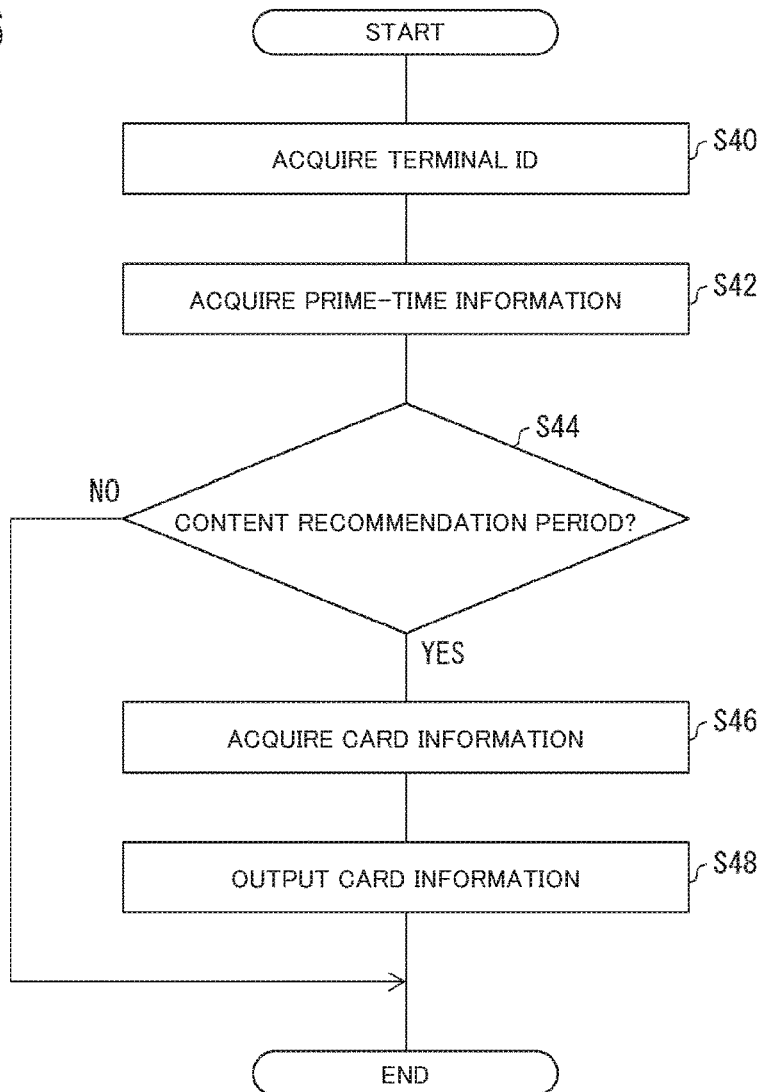 START
ACQUIRE TERMINAL ID
S40
ACQUIRE PRIME-TIME INFORMATION
S42
S44
NO
CONTENT RECOMMENDATION PERIOD?
YES
ACQUIRE CARD INFORMATION
S46
OUTPUT CARD INFORMATION
S48
END